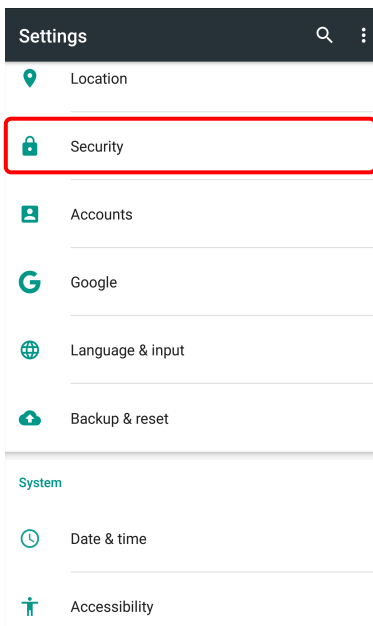 Settings
Location
Security
Accounts
Google
Language & input
Backup & reset
System
Date & time
Accessibility